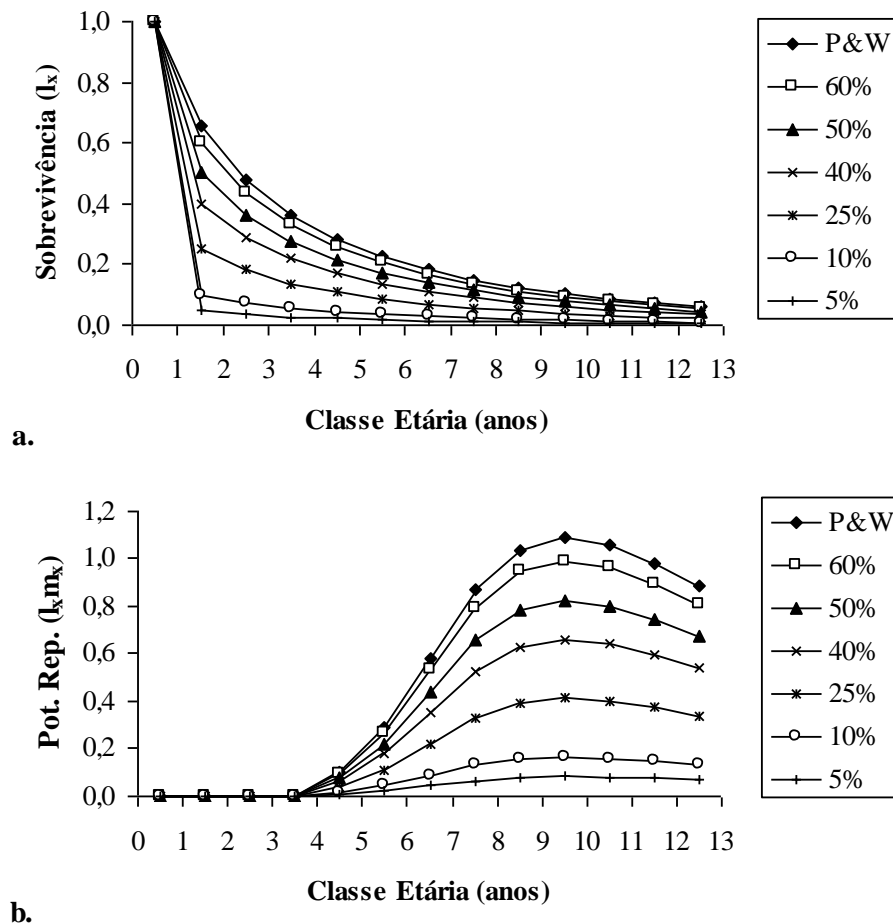 1,0
0,8
0,6
0,4
0,2
0,0
Sobrevivência (lx)
0 1 2 3 4 5 6 7 8 9 10 11 12 13
Classe Etária (anos)
P&W
60%
50%
40%
25%
10%
5%
a.
1,2
1,0
0,8
0,6
0,4
0,2
0,0
Pot. Rep. (lxmx)
0 1 2 3 4 5 6 7 8 9 10 11 12 13
Classe Etária (anos)
P&W
60%
50%
40%
25%
10%
5%
b.